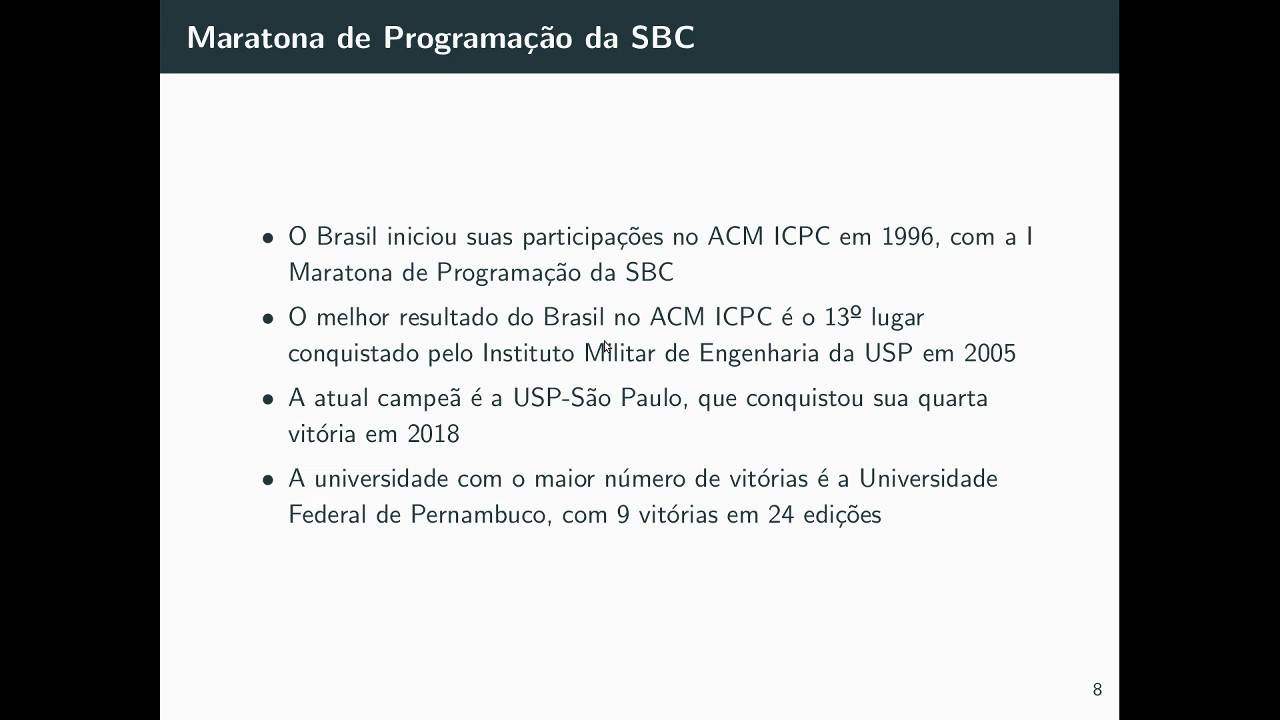 Maratona de Programação da SBC
• O Brasil iniciou suas participações no ACM ICPC em 1996, com a I
Maratona de Programação da SBC
• O melhor resultado do Brasil no ACM ICPC é o 13º lugar
conquistado pelo Instituto Militar de Engenharia da USP em 2005
• A atual campeã é a USP-São Paulo, que conquistou sua quarta
vitória em 2018
• A universidade com o maior número de vitórias é a Universidade
Federal de Pernambuco, com 9 vitórias em 24 edições
8